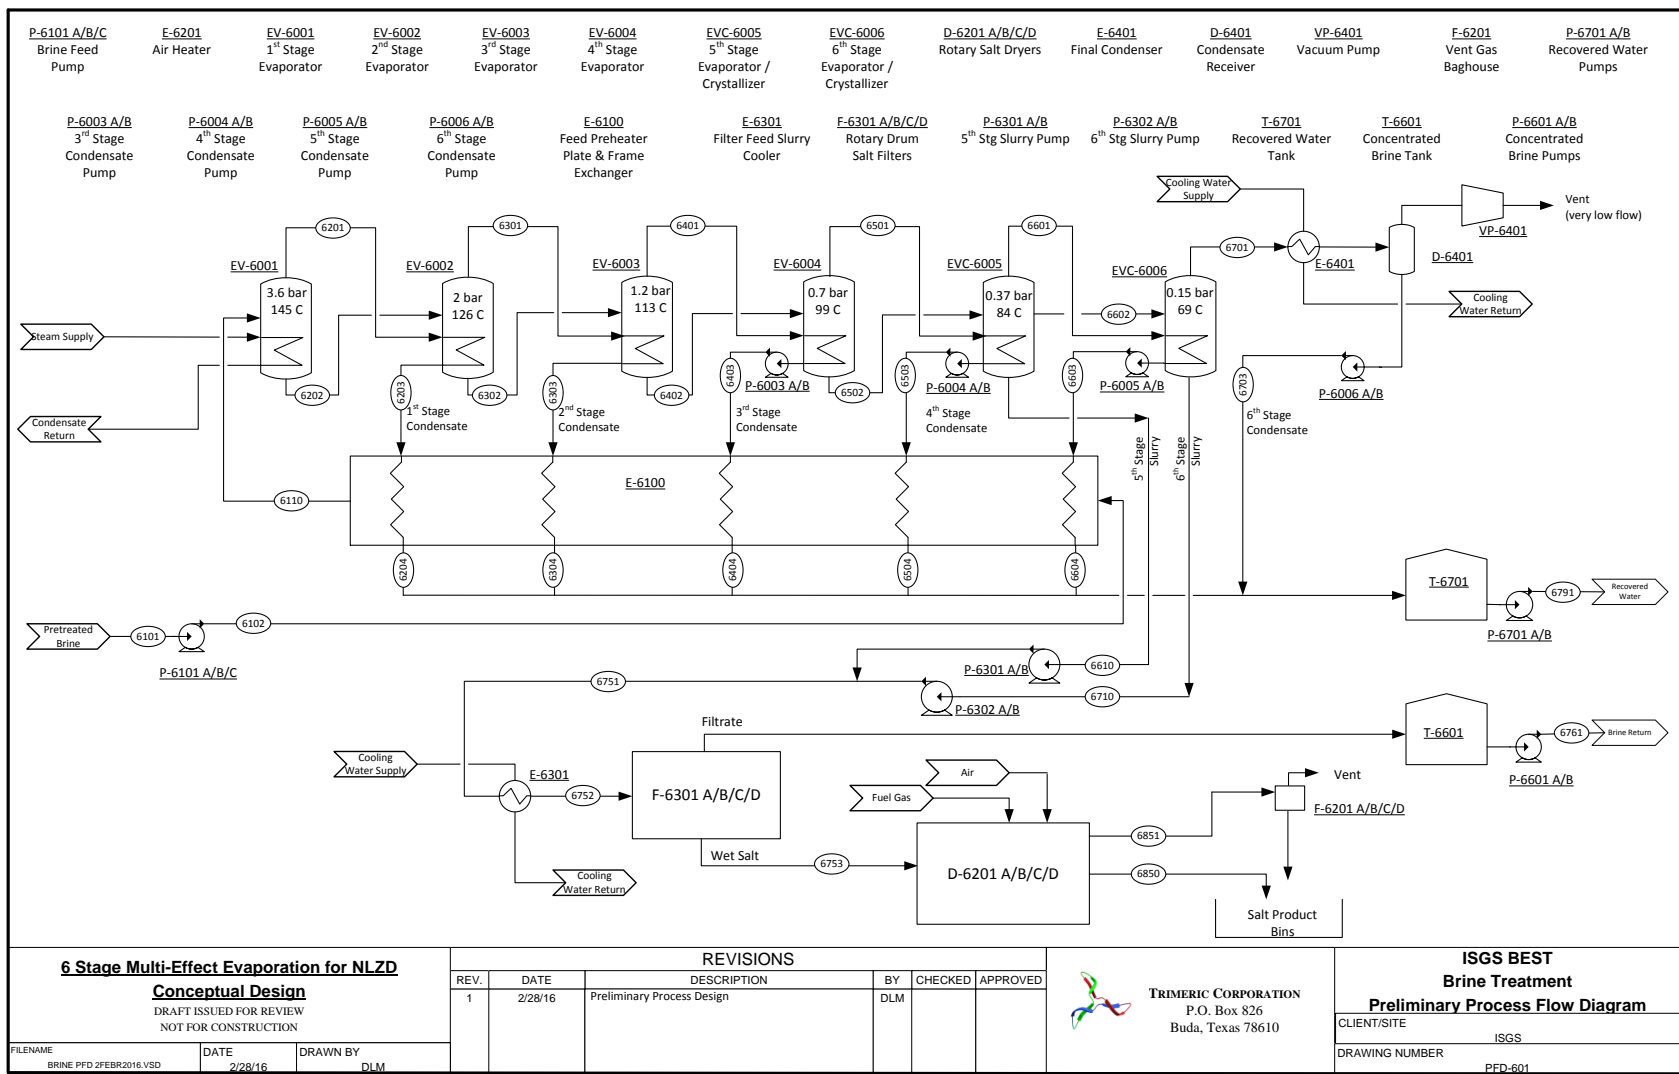 P-6101 A/B/C
Brine Feed
Pump
E-6201
Air Heater
EV-6001
1st Stage
Evaporator
EV-6002
2nd Stage
Evaporator
EV-6003
3rd Stage
Evaporator
EV-6004
4th Stage
Evaporator
EVC-6005
5th Stage
Evaporator /
Crystallizer
EVC-6006
6th Stage
Evaporator /
Crystallizer
D-6201 A/B/C/D
Rotary Salt Dryers
E-6401
Final Condenser
D-6401
Condensate
Receiver
VP-6401
Vacuum Pump
F-6201
Vent Gas
Baghouse
P-6701 A/B
Recovered Water
Pumps
P-6003 A/B
3rd Stage
Condensate
Pump
P-6004 A/B
4th Stage
Condensate
Pump
P-6005 A/B
5th Stage
Condensate
Pump
P-6006 A/B
6th Stage
Condensate
Pump
E-6100
Feed Preheater
Plate & Frame
Exchanger
E-6301
Filter Feed Slurry
Cooler
F-6301 A/B/C/D
Rotary Drum
Salt Filters
P-6301 A/B
5th Stg Slurry Pump
P-6302 A/B
6th Stg Slurry Pump
T-6701
Recovered Water
Tank
T-6601
Concentrated
Brine Tank
P-6601 A/B
Concentrated
Brine Pumps
Cooling Water
Supply
Vent
(very low flow)
VP-6401
6201
6301
6401
6501
6601
6701
EV-6001
EV-6002
EV-6003
EV-6004
EVC-6005
EVC-6006
E-6401
D-6401
3.6 bar
145 C
2 bar
126 C
1.2 bar
113 C
0.7 bar
99 C
0.37 bar
84 C
0.15 bar
69 C
6602
Cooling
Water Return
Steam Supply
6202
6203
6302
6303
6402
6403
P-6003 A/B
6502
6503
P-6004 A/B
6603
P-6005 A/B
6703
P-6006 A/B
Condensate
Return
1st Stage
Condensate
2nd Stage
Condensate
3rd Stage
Condensate
4th Stage
Condensate
5th Stage
Slurry
6th Stage
Slurry
6th Stage
Condensate
6110
E-6100
6204
6304
6404
6504
6604
T-6701
6791
Recovered
Water
P-6701 A/B
Pretreated
Brine
6101
6102
P-6101 A/B/C
P-6301 A/B
6610
6751
6710
P-6302 A/B
Filtrate
T-6601
6761
Brine Return
P-6601 A/B
Cooling
Water Supply
E-6301
6752
F-6301 A/B/C/D
Air
Fuel Gas
Vent
F-6201 A/B/C/D
6851
Wet Salt
6753
D-6201 A/B/C/D
6850
Cooling
Water Return
Salt Product
Bins
6 Stage Multi-Effect Evaporation for NLZD
Conceptual Design
DRAFT ISSUED FOR REVIEW
NOT FOR CONSTRUCTION
FILENAME
BRINE PFD 2FEBR2016.VSD
DATE
2/28/16
DRAWN BY
DLM
REVISIONS
REV. DATE DESCRIPTION BY CHECKED APPROVED
1 2/28/16 Preliminary Process Design DLM
TRIMERIC CORPORATION
P.O. Box 826
Buda, Texas 78610
ISGS BEST
Brine Treatment
Preliminary Process Flow Diagram
CLIENT/SITE
ISGS
DRAWING NUMBER
PFD-601